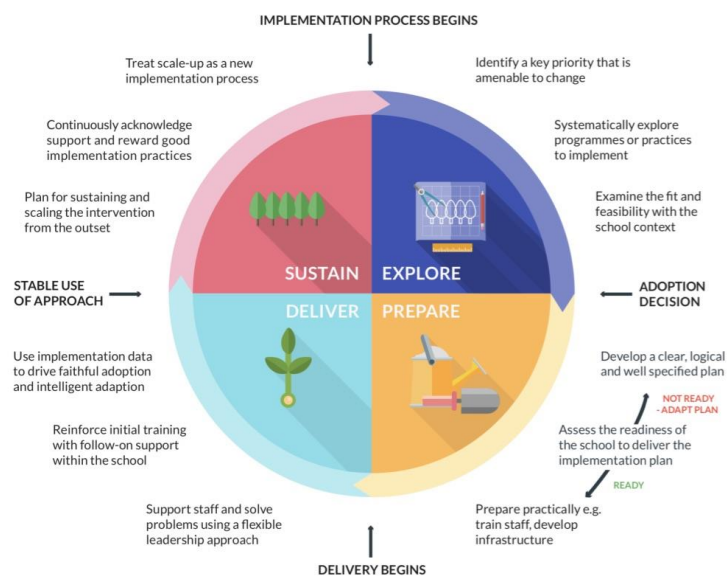 IMPLEMENTATION PROCESS BEGINS
Treat scale-up as a new
implementation process
Identify a key priority that is
amenable to change
Continuously acknowledge
support and reward good
implementation practices
Systematically explore
programmes or practices
to implement
Plan for sustaining and
scaling the intervention
from the outset
Examine the fit and
feasibility with the
school context
SUSTAIN
EXPLORE
STABLE USE
OF APPROACH
ADOPTION
DECISION
DELIVER
PREPARE
Use implementation data
to drive faithful adoption
and intelligent adaption
Develop a clear, logical
and well specified plan
NOT READY
- ADAPT PLAN
Reinforce initial training
with follow-on support
within the school
Assess the readiness of
the school to deliver the
implementation plan
READY
Support staff and solve
problems using a flexible
leadership approach
Prepare practically e.g.
train staff, develop
infrastructure
DELIVERY BEGINS